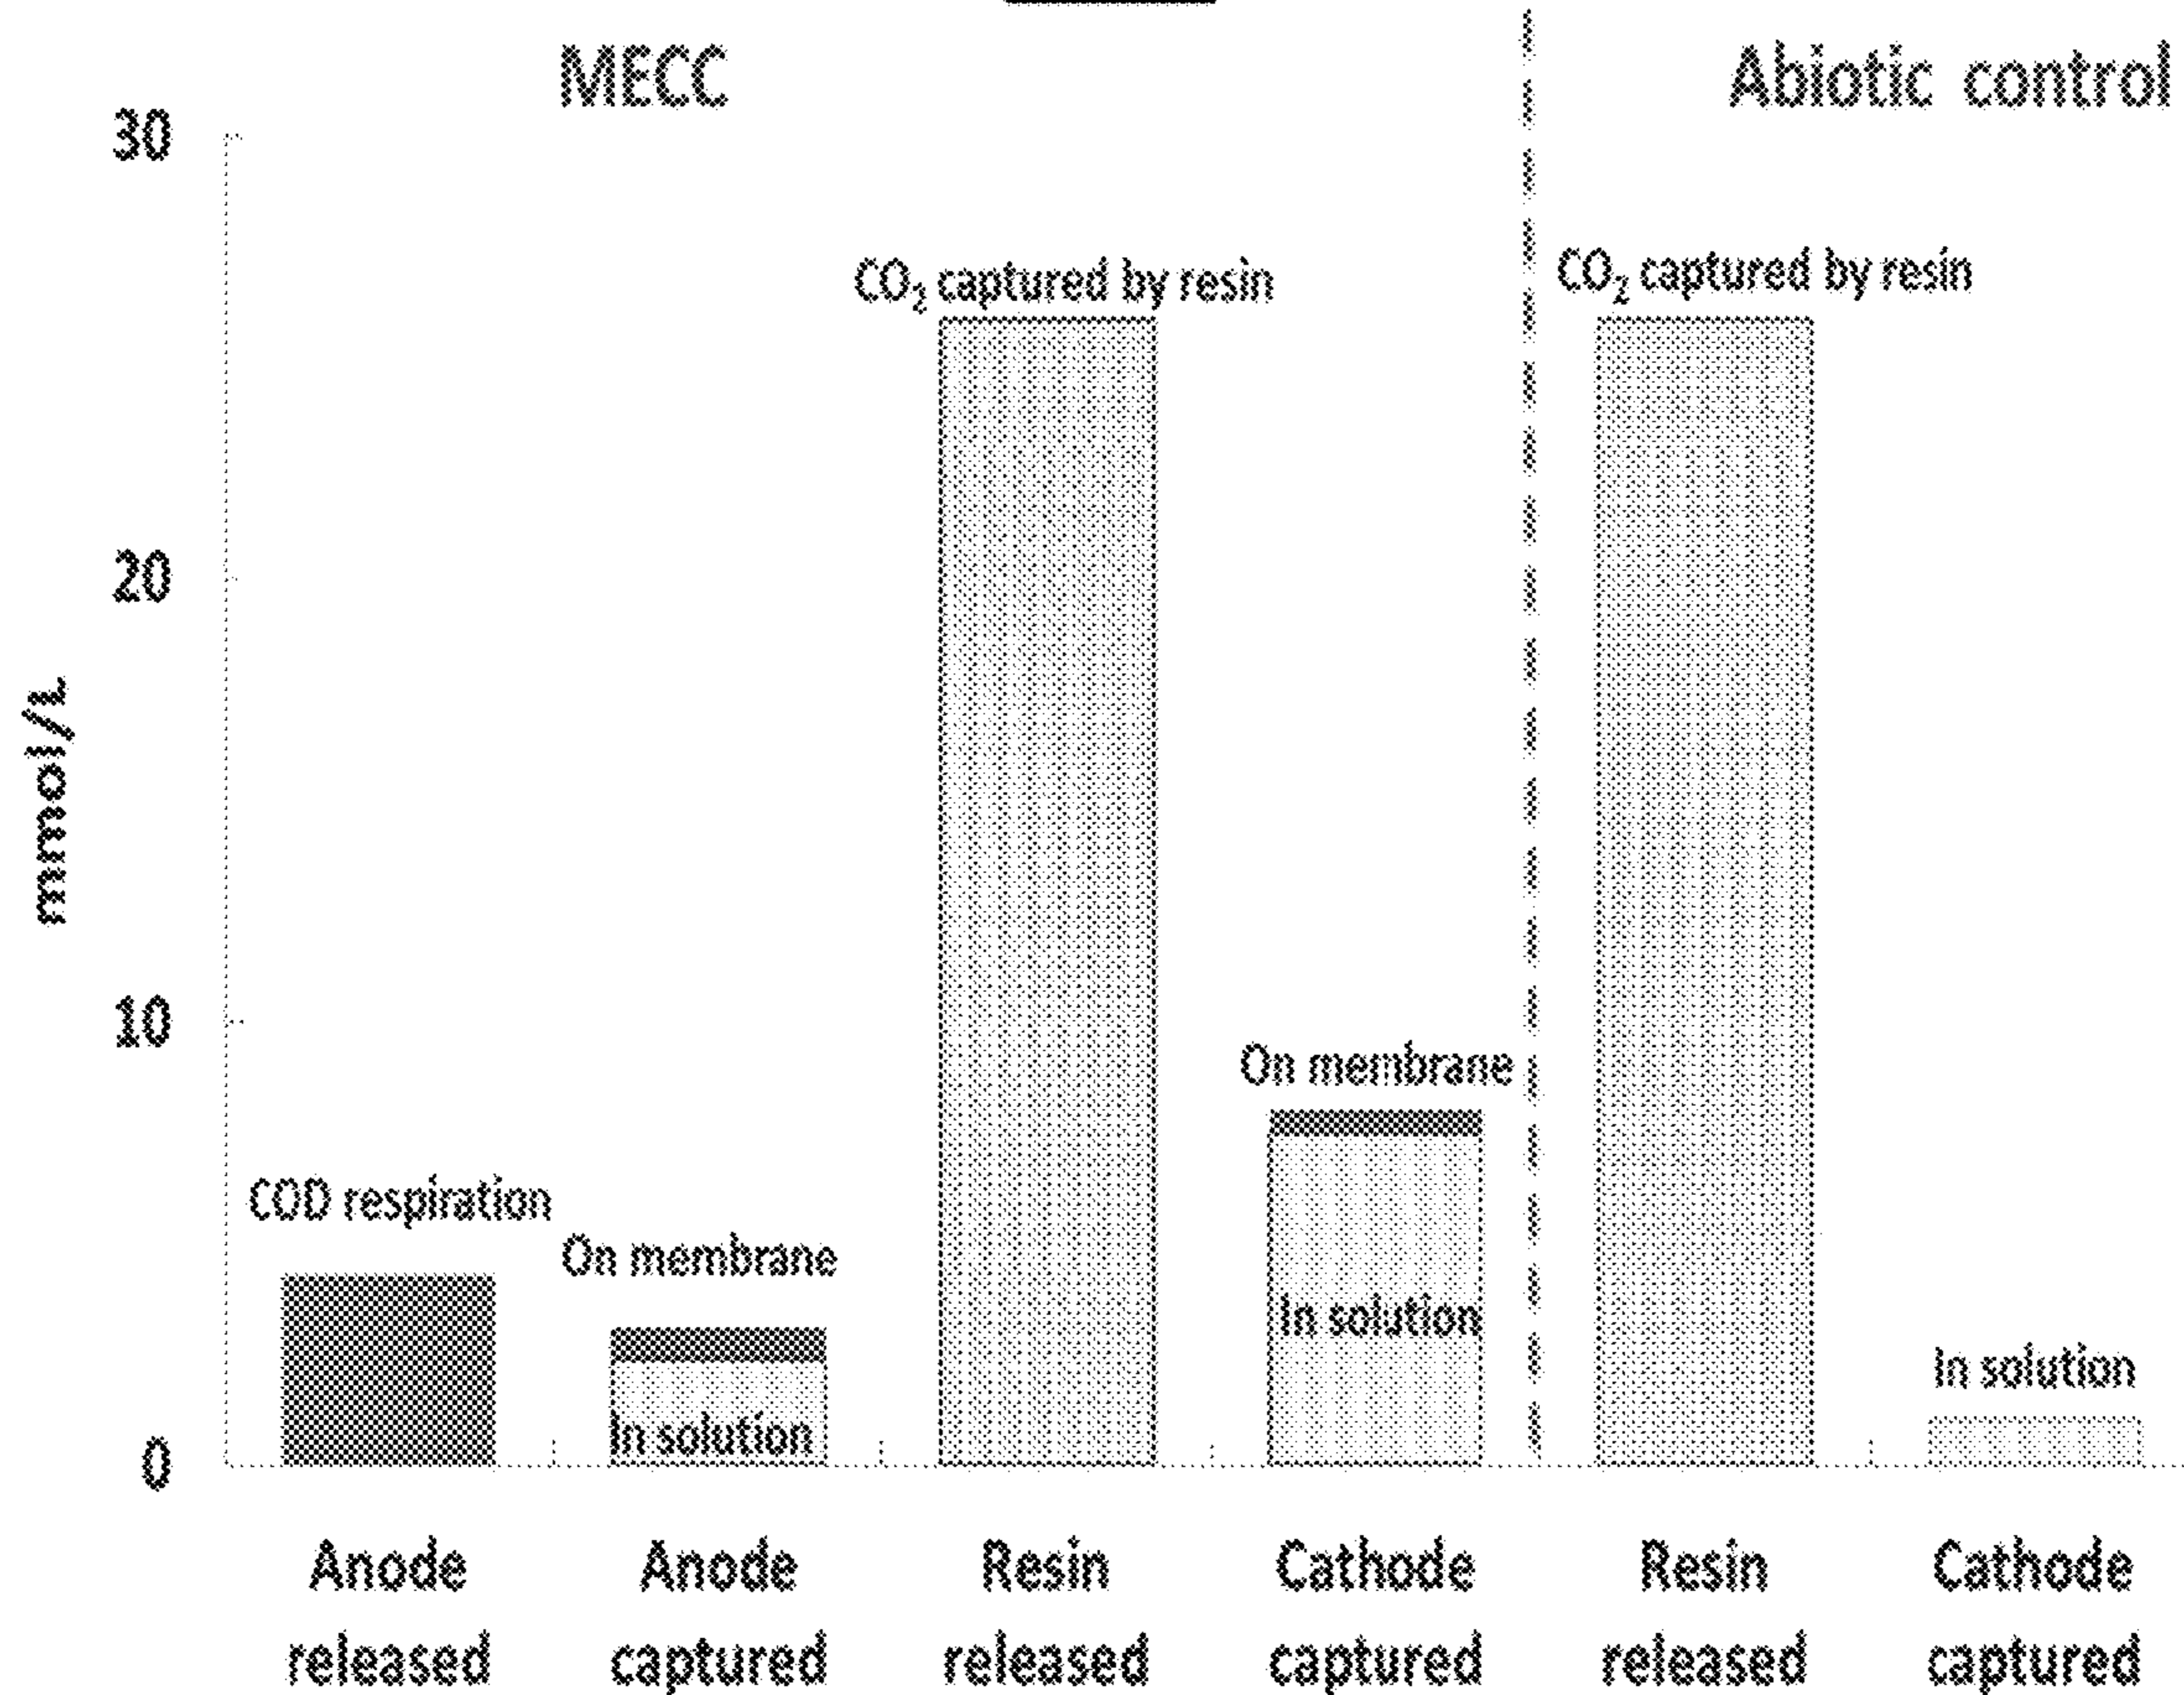 MECC
Abiotic control
30
20
10
0
mmol/L
CO₂ captured by resin
CO₂ captured by resin
On membrane
COD respiration
On membrane
In solution
In solution
In solution
Anode
released
Anode
captured
Resin
released
Cathode
captured
Resin
released
Cathode
captured